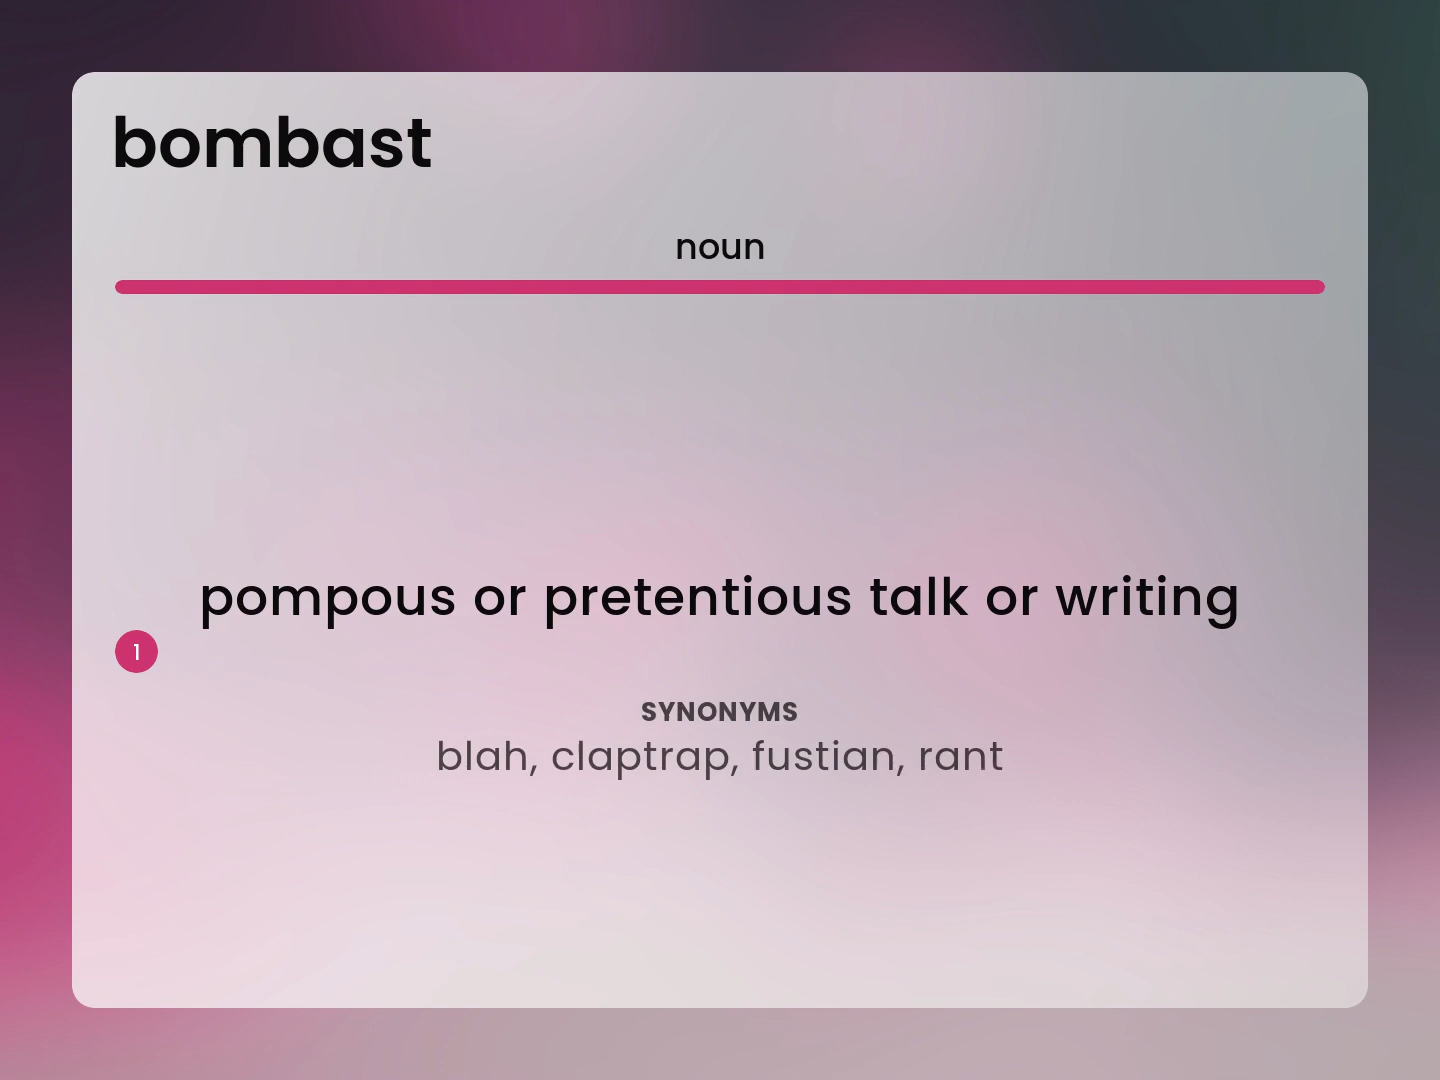 bombast
noun
pompous or pretentious talk or writing
1
SYNONYMS
blah, claptrap, fustian, rant